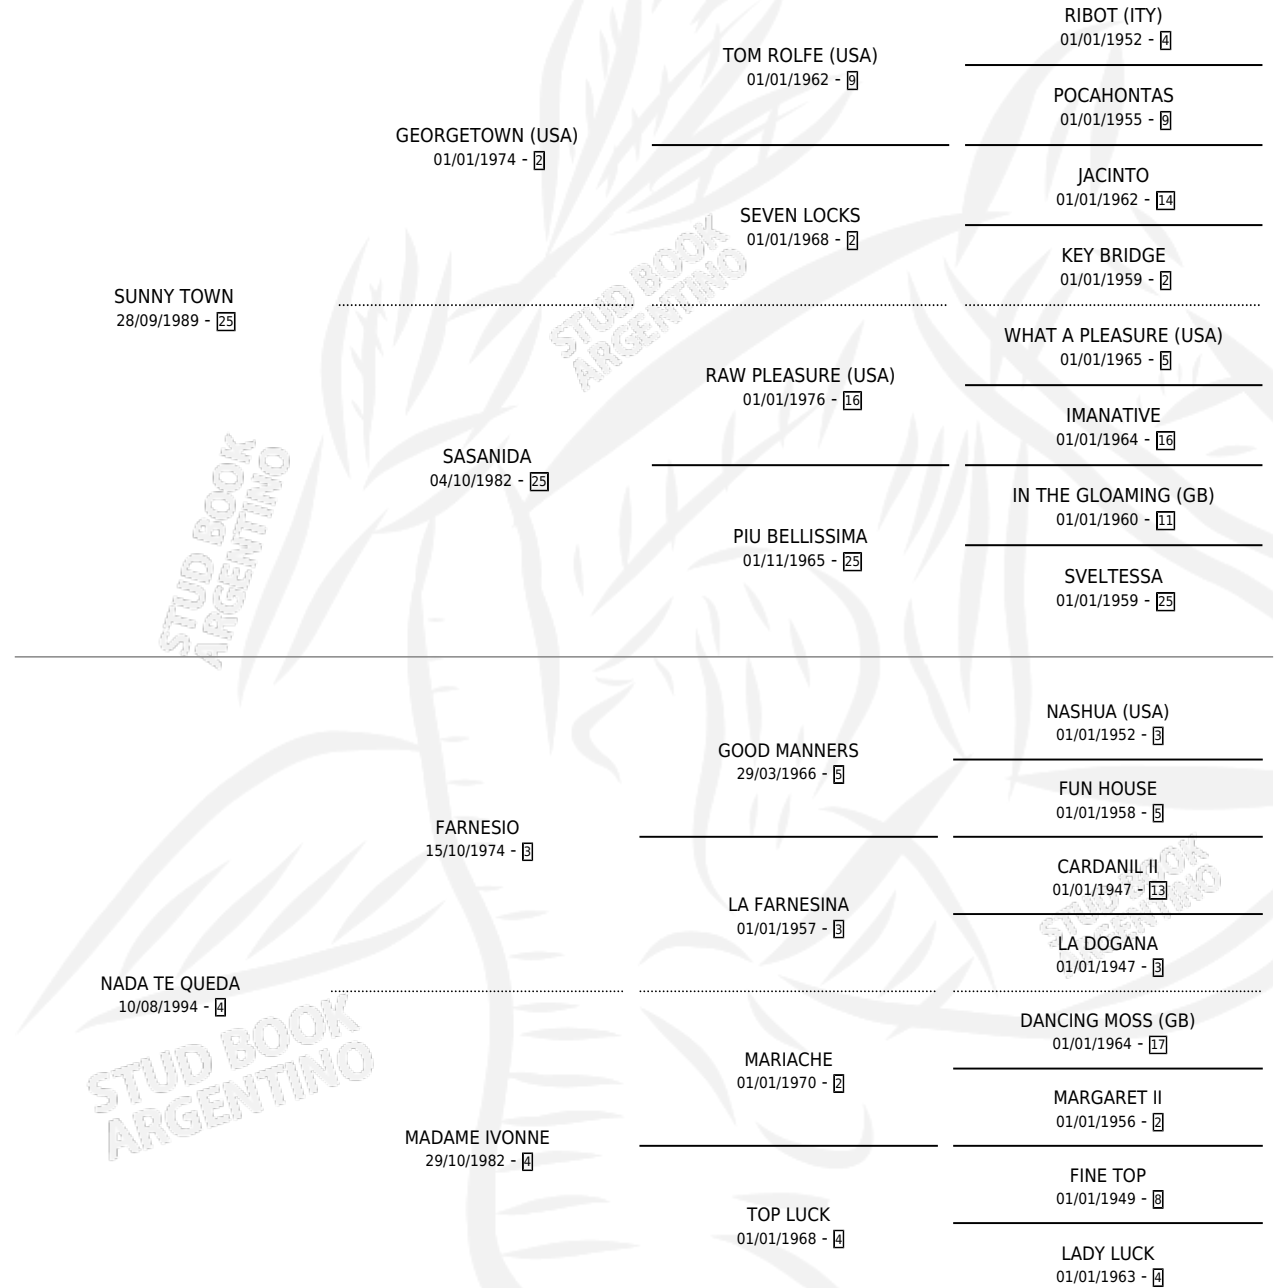 RIBOT (ITY)
01/01/1952 - 4
TOM ROLFE (USA)
01/01/1962 - 9
POCAHONTAS
01/01/1955 - 9
GEORGETOWN (USA)
01/01/1974 - 2
JACINTO
01/01/1962 - 14
SEVEN LOCKS
01/01/1968 - 2
KEY BRIDGE
01/01/1959 - 2
SUNNY TOWN
28/09/1989 - 25
WHAT A PLEASURE (USA)
01/01/1965 - 5
RAW PLEASURE (USA)
01/01/1976 - 16
IMANATIVE
01/01/1964 - 16
SASANIDA
04/10/1982 - 25
IN THE GLOAMING (GB)
01/01/1960 - 11
PIU BELLISSIMA
01/11/1965 - 25
SVELTESSA
01/01/1959 - 25
NASHUA (USA)
01/01/1952 - 3
GOOD MANNERS
29/03/1966 - 5
FUN HOUSE
01/01/1958 - 5
FARNESIO
15/10/1974 - 3
CARDANIL II
01/01/1947 - 13
LA FARNESINA
01/01/1957 - 3
LA DOGANA
01/01/1947 - 3
NADA TE QUEDA
10/08/1994 - 4
DANCING MOSS (GB)
01/01/1964 - 17
MARIACHE
01/01/1970 - 2
MARGARET II
01/01/1956 - 2
MADAME IVONNE
29/10/1982 - 4
FINE TOP
01/01/1949 - 8
TOP LUCK
01/01/1968 - 4
LADY LUCK
01/01/1963 - 4
STUD BOOK
ARGENTINO
STUD BOOK
ARGENTINO
STUD BOOK
ARGENTINO
STUD BOOK
ARGENTINO